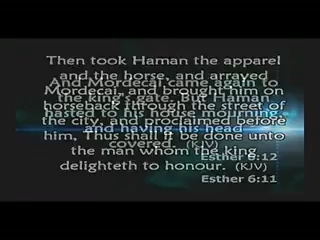 Then took Haman the apparel
and the horse, and arrayed
Mordecai, and brought him on
horseback through the street of
the city, and proclaimed before
him, Thus shall it be done unto
the man whom the king
delighteth to honour. (KJV)
Esther 6:11
And Mordecai came again to
the king's gate. But Haman
hasted to his house mourning,
and having his head
covered. (KJV)
Esther 6:12